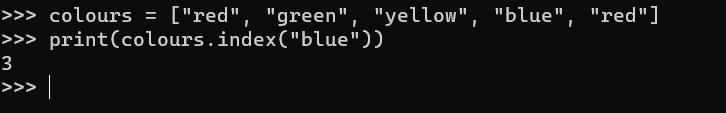 >>> colours = ["red", "green", "yellow", "blue", "red"]
>>> print(colours.index("blue"))
3
>>>